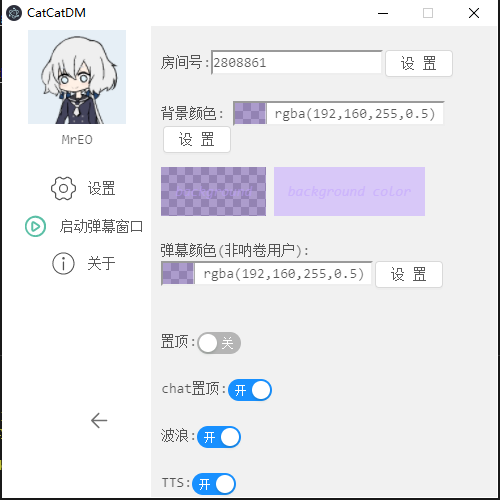 CatCatDM
MrEO
设置
启动弹幕窗口
关于
房间号:2808861 设 置
背景颜色: rgba(192,160,255,0.5)
设 置
background color
弹幕颜色(非呐卷用户):
rgba(192,160,255,0.5) 设 置
置顶: 关
chat置顶: 开
波浪: 开
TTS: 开